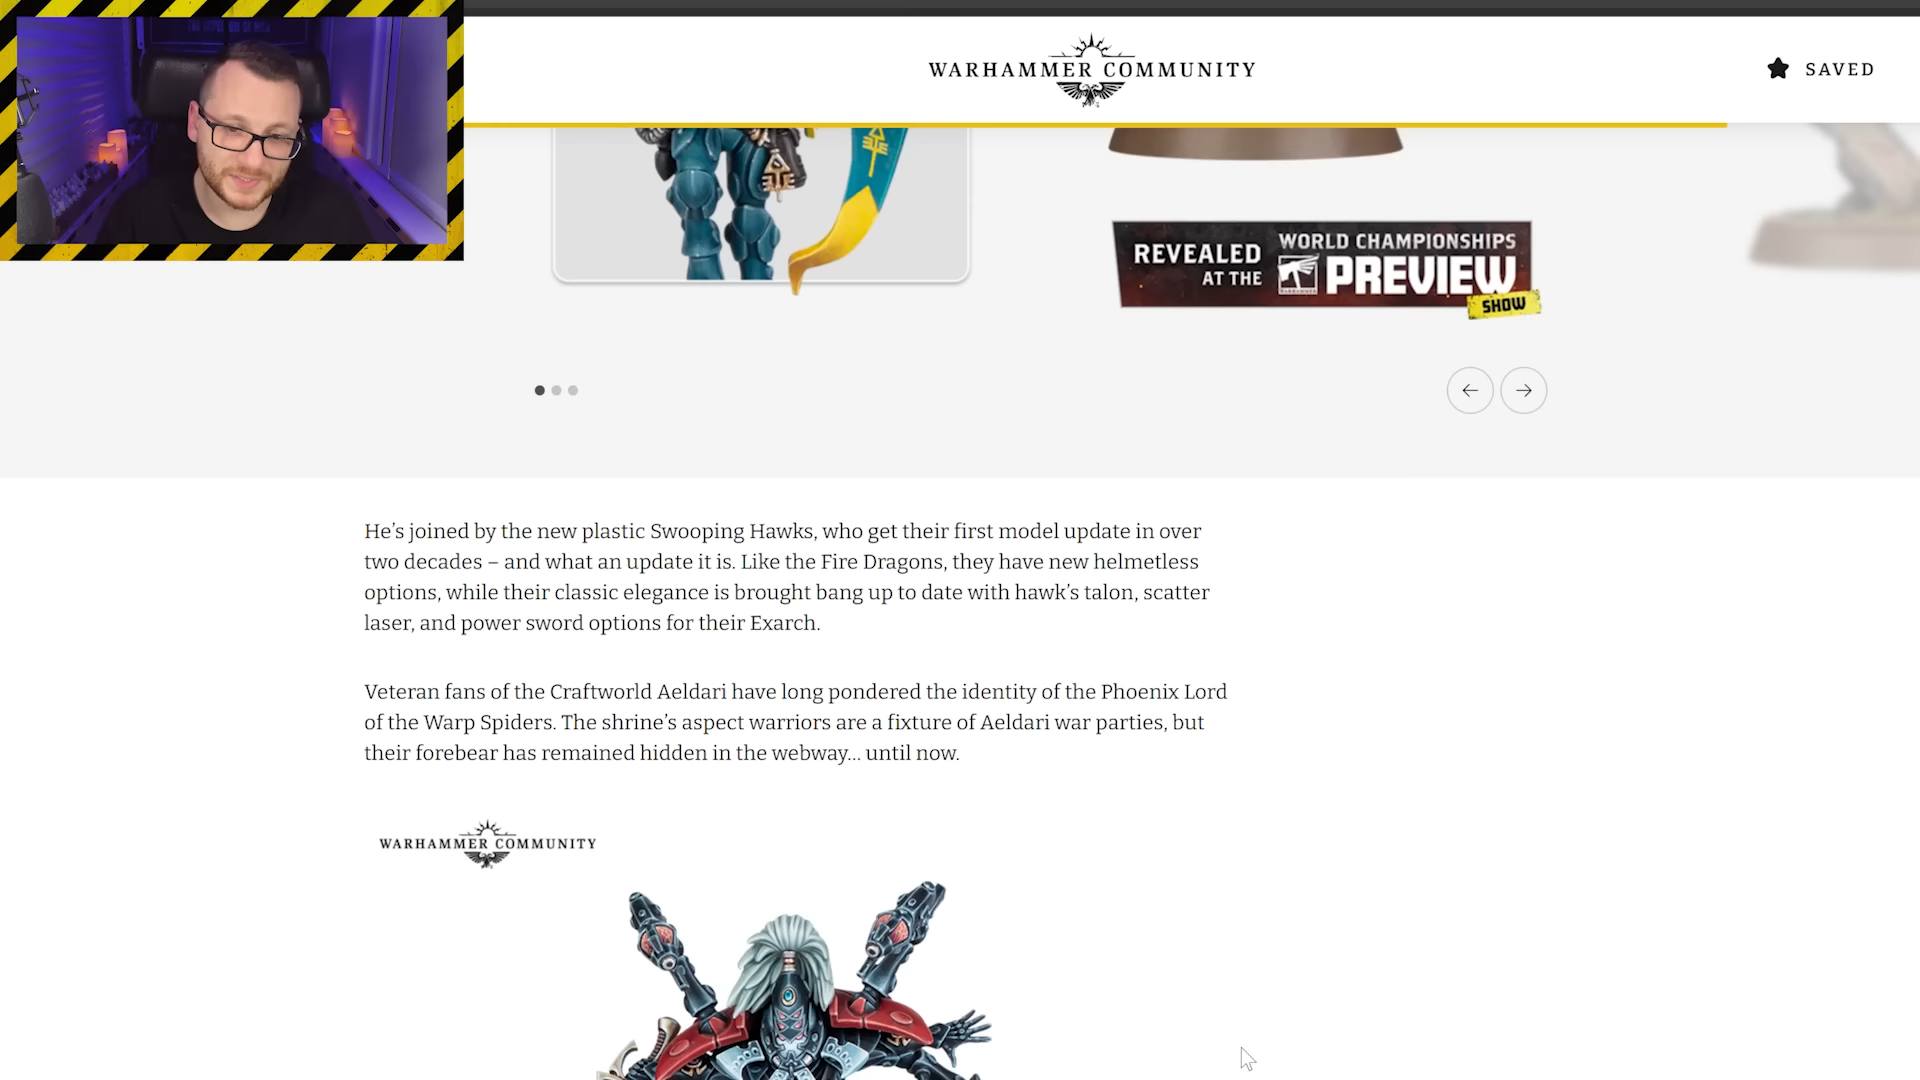 WARHAMMER COMMUNITY
SAVED
REVEALED
AT THE
WORLD CHAMPIONSHIPS
PREVIEW
SHOW
He's joined by the new plastic Swooping Hawks, who get their first model update in over
two decades – and what an update it is. Like the Fire Dragons, they have new helmetless
options, while their classic elegance is brought bang up to date with hawk's talon, scatter
laser, and power sword options for their Exarch.
Veteran fans of the Craftworld Aeldari have long pondered the identity of the Phoenix Lord
of the Warp Spiders. The shrine's aspect warriors are a fixture of Aeldari war parties, but
their forebear has remained hidden in the webway… until now.
WARHAMMER COMMUNITY